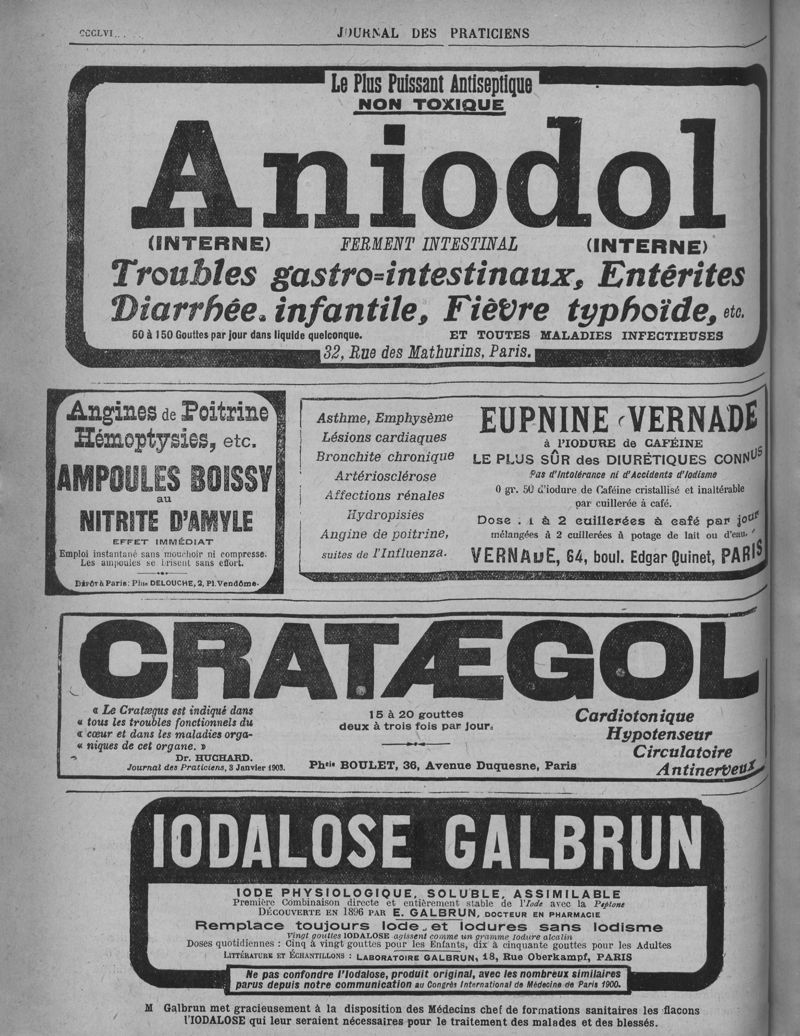 CCCLVI
JOURNAL DES PRATICIENS
Le Plus Puissant Antiseptique
NON TOXIQUE
Aniodol
(INTERNE) FERMENT INTESTINAL (INTERNE)
Troubles gastro=intestinaux, Entérites
Diarrhée. infantile, Fièvre typhoïde, etc.
50 à 150 Gouttes par jour dans liquide quelconque. ET TOUTES MALADIES INFECTIEUSES
32, Rue des Mathurins, Paris.
Angines de Poitrine
Hémoptysies, etc.
AMPOULES BOISSY
au
NITRITE D'AMYLE
EFFET IMMÉDIAT
Emploi instantané sans mouchoir ni compresse.
Les ampoules se brisent sans effort.
Dépôt à Paris: Phie DELOUCHE, 2, Pl. Vendôme.
Asthme, Emphysème
Lésions cardiaques
Bronchite chronique
Artériosclérose
Affections rénales
Hydropisies
Angine de poitrine,
suites de l'Influenza.
EUPNINE VERNADE
à l'IODURE de CAFÉINE
LE PLUS SÛR des DIURÉTIQUES CONNUS
Pas d'Intolérance ni d'Accidents d'Iodisme
0 gr. 50 d'iodure de Caféine cristallisé et inaltérable
par cuillerée à café.
Dose : 1 à 2 cuillerées à café par jour
mélangées à 2 cuillerées à potage de lait ou d'eau.
VERNADE, 64, boul. Edgar Quinet, PARIS
CRATÆGOL
« Le Cratægus est indiqué dans
« tous les troubles fonctionnels du
« cœur et dans les maladies orga-
« niques de cet organe. »
Dr. HUCHARD.
Journal des Praticiens, 3 Janvier 1903.
15 à 20 gouttes
deux à trois fois par jour.
Phcie BOULET, 36, Avenue Duquesne, Paris
Cardiotonique
Hypotenseur
Circulatoire
Antinerveux
IODALOSE GALBRUN
IODE PHYSIOLOGIQUE, SOLUBLE, ASSIMILABLE
Première Combinaison directe et entièrement stable de l'Iode avec la Peptone
DÉCOUVERTE EN 1896 PAR E. GALBRUN, DOCTEUR EN PHARMACIE
Remplace toujours Iode et Iodures sans Iodisme
Vingt gouttes IODALOSE agissent comme un gramme Iodure alcalin
Doses quotidiennes : Cinq à vingt gouttes pour les Enfants, dix à cinquante gouttes pour les Adultes
LITTÉRATURE ET ÉCHANTILLONS : LABORATOIRE GALBRUN, 18, Rue Oberkampf, PARIS
Ne pas confondre l'Iodalose, produit original, avec les nombreux similaires
parus depuis notre communication au Congrès International de Médecine de Paris 1900.
M Galbrun met gracieusement à la disposition des Médecins chef de formations sanitaires les flacons
l'IODALOSE qui leur seraient nécessaires pour le traitement des malades et des blessés.